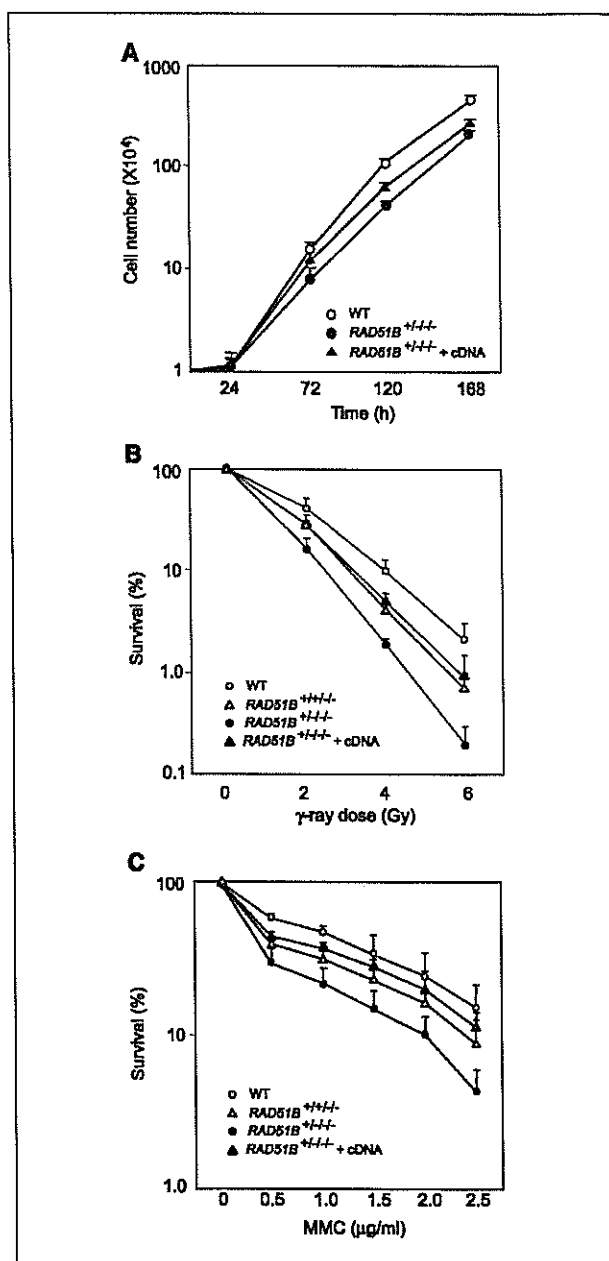 A
1000
100
10
1
Cell number (X10⁴)
WT
RAD51B +/-/-/-
RAD51B +/-/-/- + cDNA
24 72 120 168
Time (h)
B
100
10
1.0
0.1
Survival (%)
WT
RAD51B +/+/-/-
RAD51B +/-/-/-
RAD51B +/-/-/- + cDNA
0 2 4 6
γ-ray dose (Gy)
C
100
10
1.0
Survival (%)
WT
RAD51B +/+/-/-
RAD51B +/-/-/-
RAD51B +/-/-/- + cDNA
0 0.5 1.0 1.5 2.0 2.5
MMC (μg/ml)